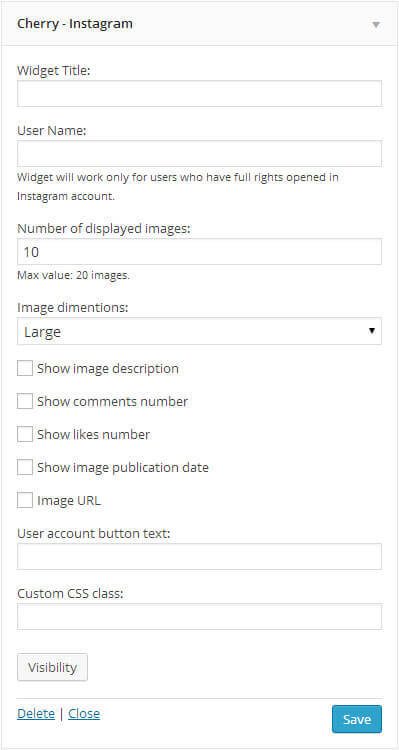 Cherry - Instagram
Widget Title:
User Name:
Widget will work only for users who have full rights opened in
Instagram account.
Number of displayed images:
10
Max value: 20 images.
Image dimentions:
Large
Show image description
Show comments number
Show likes number
Show image publication date
Image URL
User account button text:
Custom CSS class:
Visibility
Delete | Close
Save